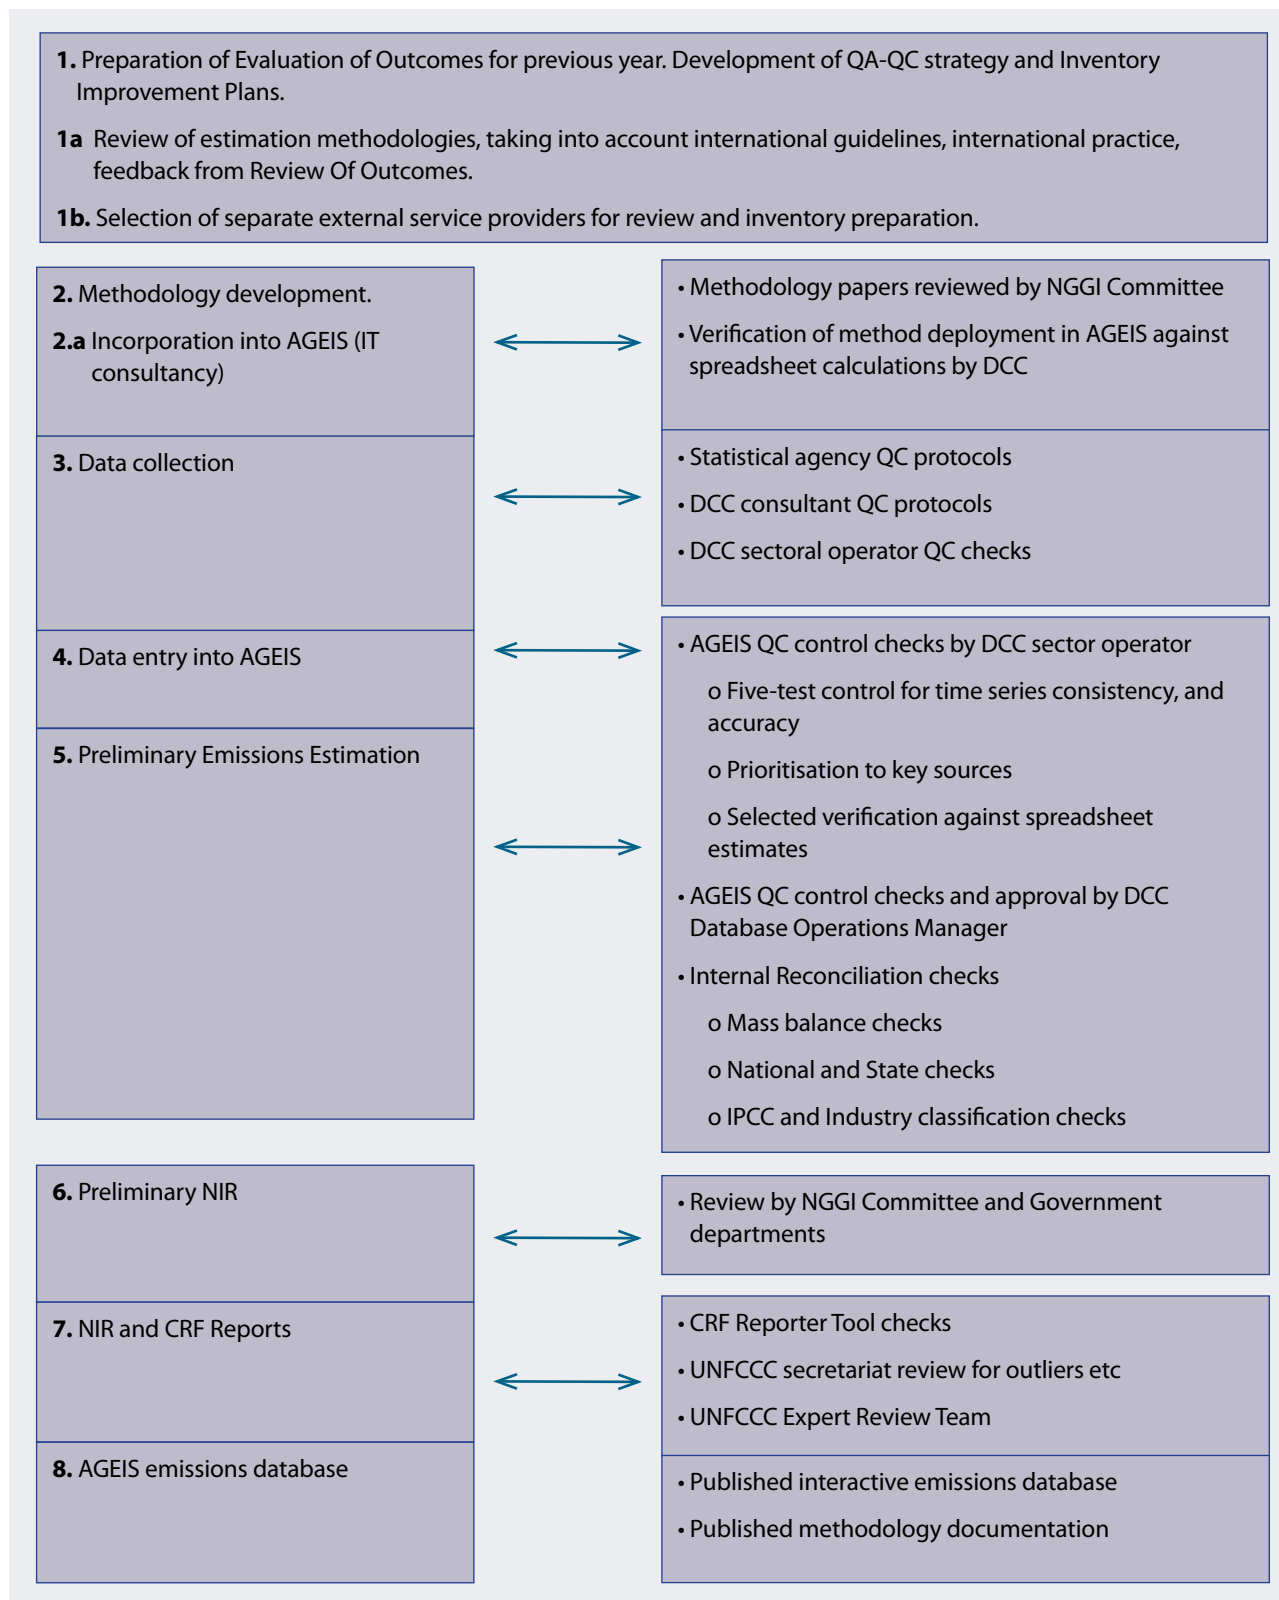 1. Preparation of Evaluation of Outcomes for previous year. Development of QA-QC strategy and Inventory
Improvement Plans.
1a Review of estimation methodologies, taking into account international guidelines, international practice,
feedback from Review Of Outcomes.
1b. Selection of separate external service providers for review and inventory preparation.
2. Methodology development.
2.a Incorporation into AGEIS (IT
consultancy)
• Methodology papers reviewed by NGGI Committee
• Verification of method deployment in AGEIS against
spreadsheet calculations by DCC
3. Data collection
• Statistical agency QC protocols
• DCC consultant QC protocols
• DCC sectoral operator QC checks
4. Data entry into AGEIS
5. Preliminary Emissions Estimation
• AGEIS QC control checks by DCC sector operator
o Five-test control for time series consistency, and
accuracy
o Prioritisation to key sources
o Selected verification against spreadsheet
estimates
• AGEIS QC control checks and approval by DCC
Database Operations Manager
• Internal Reconciliation checks
o Mass balance checks
o National and State checks
o IPCC and Industry classification checks
6. Preliminary NIR
• Review by NGGI Committee and Government
departments
7. NIR and CRF Reports
• CRF Reporter Tool checks
• UNFCCC secretariat review for outliers etc
• UNFCCC Expert Review Team
8. AGEIS emissions database
• Published interactive emissions database
• Published methodology documentation